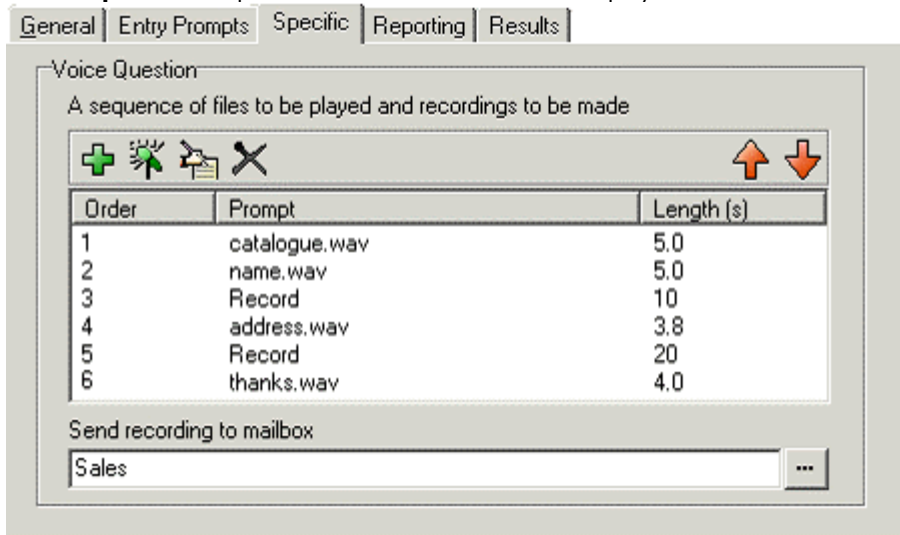 General Entry Prompts Specific Reporting Results
Voice Question
A sequence of files to be played and recordings to be made
Order Prompt Length (s)
1 catalogue.wav 5.0
2 name.wav 5.0
3 Record 10
4 address.wav 3.8
5 Record 20
6 thanks.wav 4.0
Send recording to mailbox
Sales ...